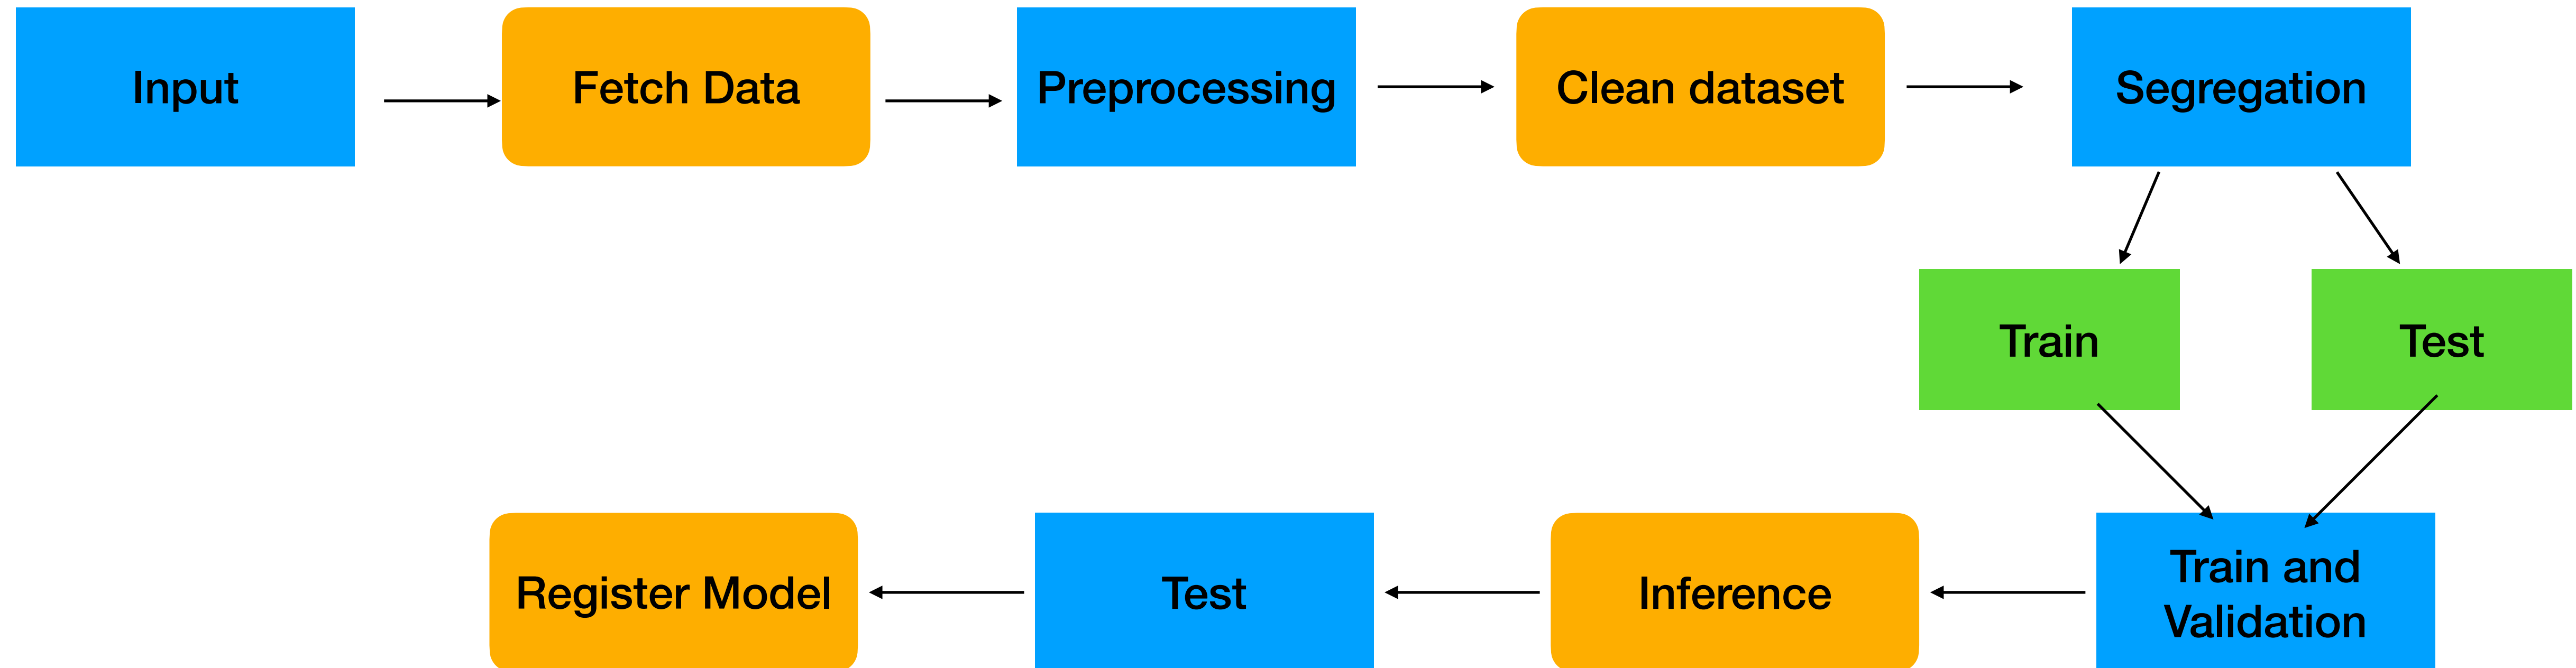 Input
Fetch Data
Preprocessing
Clean dataset
Segregation
Train
Test
Train and
Validation
Inference
Test
Register Model